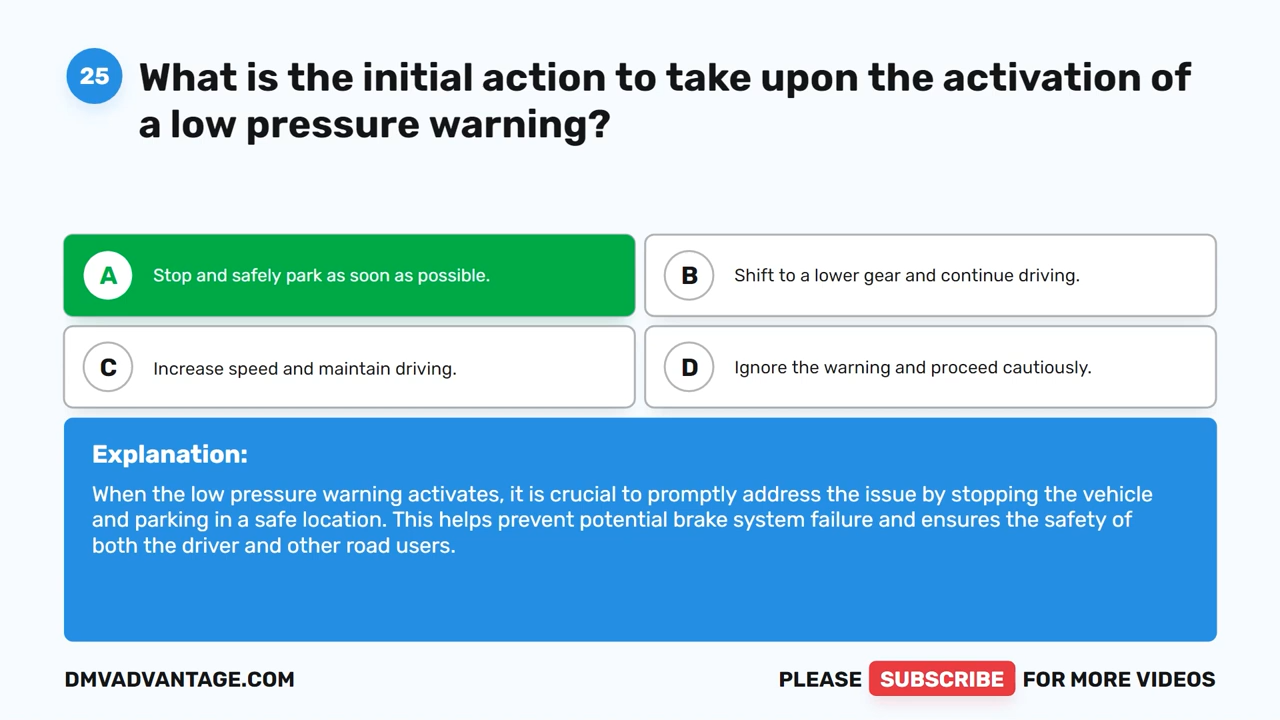 25
What is the initial action to take upon the activation of
a low pressure warning?
A Stop and safely park as soon as possible.
B Shift to a lower gear and continue driving.
C Increase speed and maintain driving.
D Ignore the warning and proceed cautiously.
Explanation:
When the low pressure warning activates, it is crucial to promptly address the issue by stopping the vehicle
and parking in a safe location. This helps prevent potential brake system failure and ensures the safety of
both the driver and other road users.
DMVADVANTAGE.COM
PLEASE SUBSCRIBE FOR MORE VIDEOS